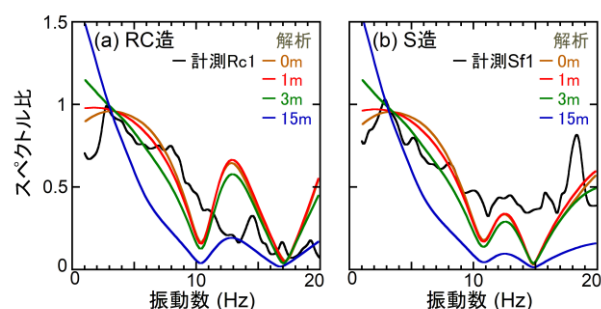 スペクトル比
1.5
1
0.5
0
(a) RC造
計測Rc1
解析
0m
1m
3m
15m
0
10
20
振動数 (Hz)
(b) S造
計測Sf1
解析
0m
1m
3m
15m
0
10
20
振動数 (Hz)